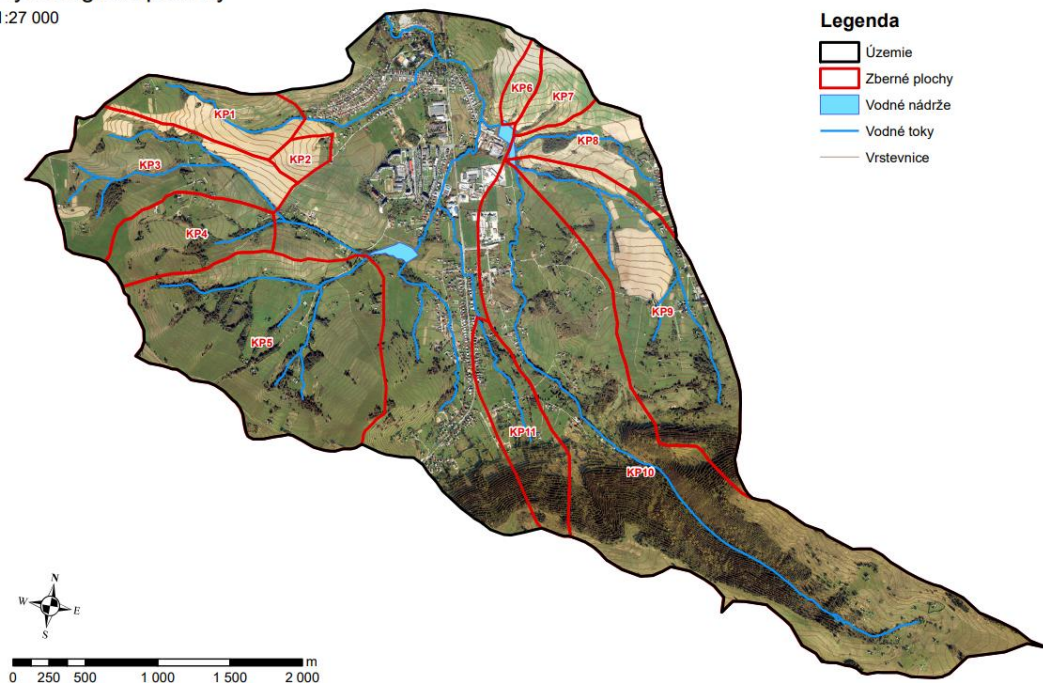 1:27 000
Legenda
Územie
Zberné plochy
Vodné nádrže
Vodné toky
Vrstevnice
KP1
KP2
KP3
KP4
KP5
KP6
KP7
KP8
KP9
KP10
KP11
N
W
E
S
m
0 250 500 1 000 1 500 2 000